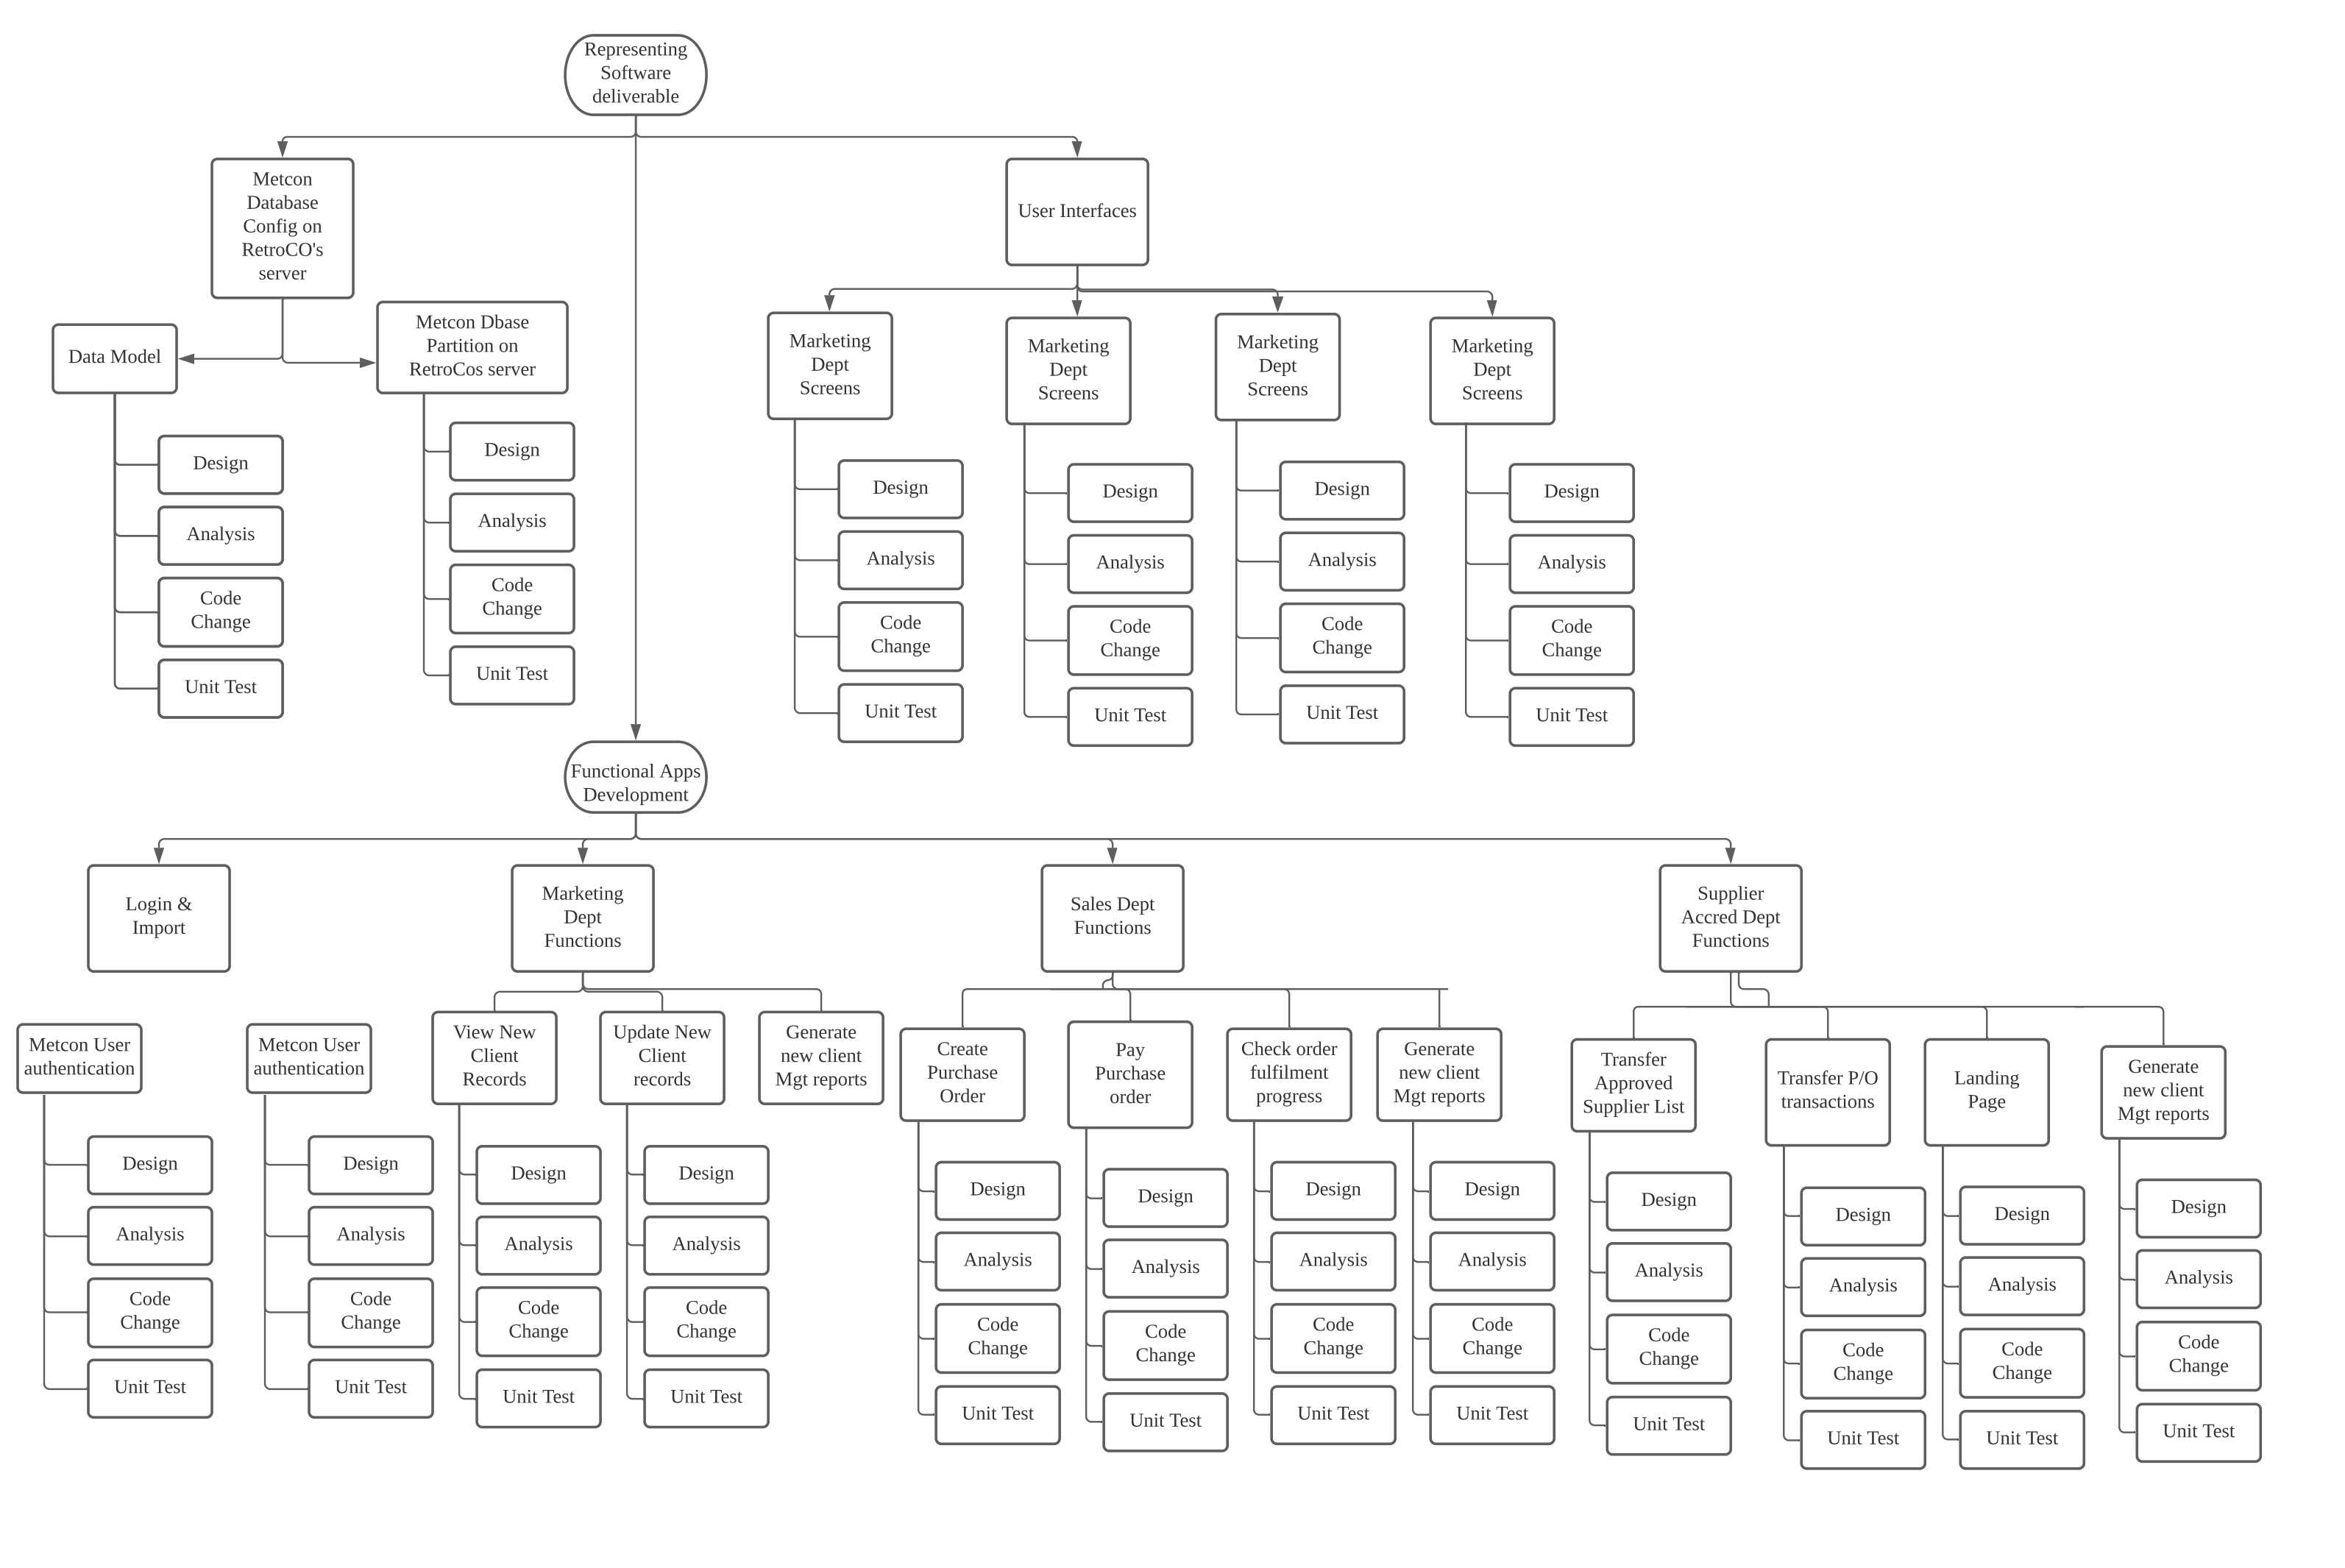 Representing
Software
deliverable
Metcon
Database
Config on
RetroCO's
server
User Interfaces
Data Model
Metcon Dbase
Partition on
RetroCos server
Marketing
Dept
Screens
Marketing
Dept
Screens
Marketing
Dept
Screens
Marketing
Dept
Screens
Design
Analysis
Code
Change
Unit Test
Design
Analysis
Code
Change
Unit Test
Design
Analysis
Code
Change
Unit Test
Design
Analysis
Code
Change
Unit Test
Design
Analysis
Code
Change
Unit Test
Design
Analysis
Code
Change
Unit Test
Functional Apps
Development
Login &
Import
Marketing
Dept
Functions
Sales Dept
Functions
Supplier
Accred Dept
Functions
Metcon User
authentication
Metcon User
authentication
View New
Client
Records
Update New
Client
records
Generate
new client
Mgt reports
Create
Purchase
Order
Pay
Purchase
order
Check order
fulfilment
progress
Generate
new client
Mgt reports
Transfer
Approved
Supplier List
Transfer P/O
transactions
Landing
Page
Generate
new client
Mgt reports
Design
Analysis
Code
Change
Unit Test
Design
Analysis
Code
Change
Unit Test
Design
Analysis
Code
Change
Unit Test
Design
Analysis
Code
Change
Unit Test
Design
Analysis
Code
Change
Unit Test
Design
Analysis
Code
Change
Unit Test
Design
Analysis
Code
Change
Unit Test
Design
Analysis
Code
Change
Unit Test
Design
Analysis
Code
Change
Unit Test
Design
Analysis
Code
Change
Unit Test
Design
Analysis
Code
Change
Unit Test
Design
Analysis
Code
Change
Unit Test